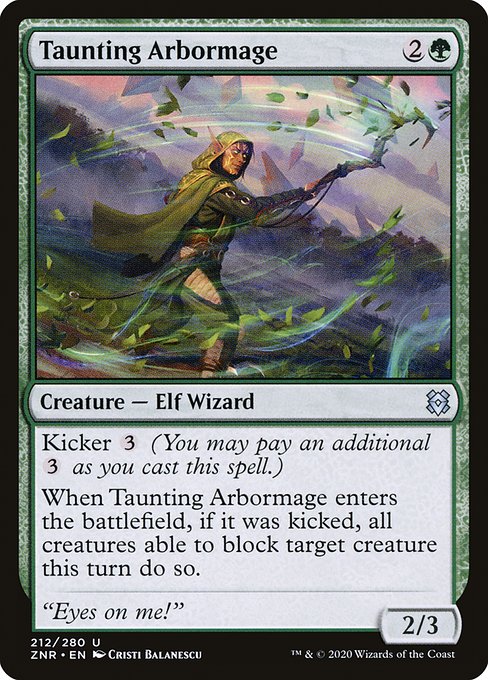 Taunting Arbormage 2
Creature — Elf Wizard
Kicker 3 (You may pay an additional
3 as you cast this spell.)
When Taunting Arbormage enters
the battlefield, if it was kicked, all
creatures able to block target creature
this turn do so.
“Eyes on me!”
2/3
212/280 U
ZNR • EN Cristi Balanescu
™ & © 2020 Wizards of the Coast